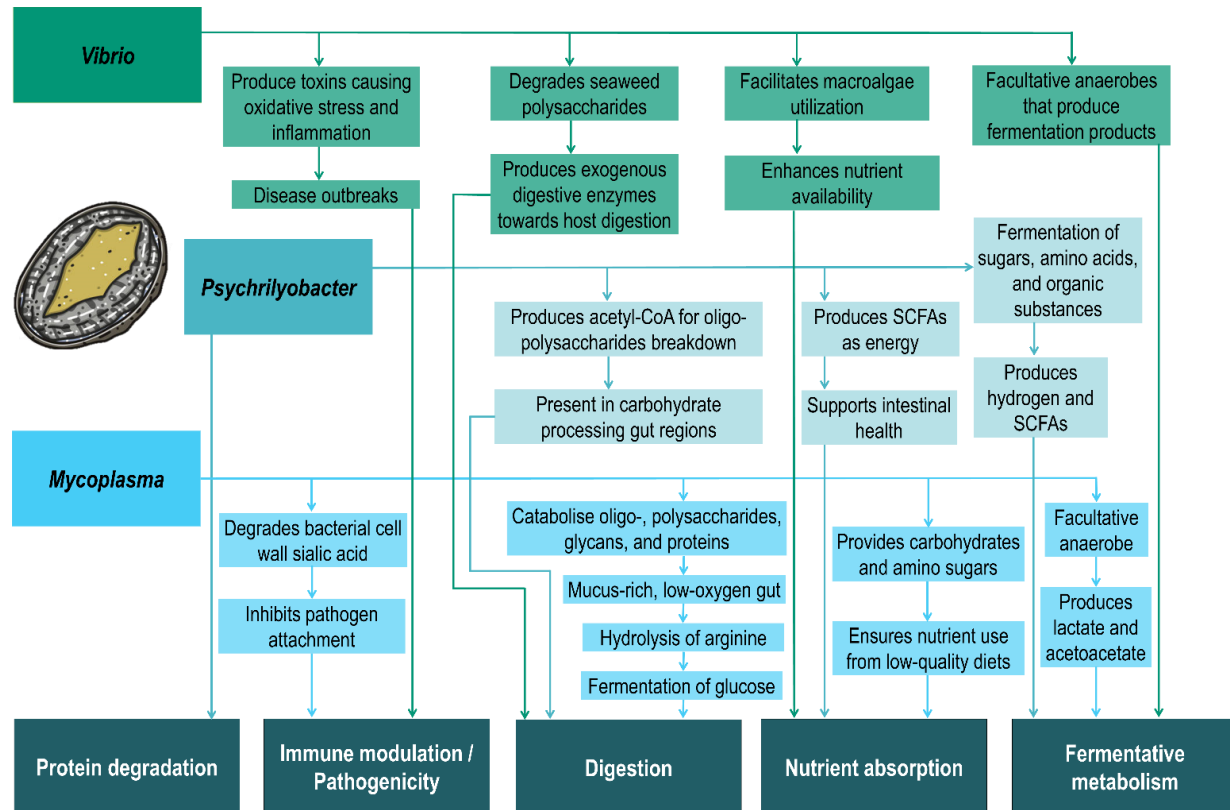 Vibrio
Produce toxins causing
oxidative stress and
inflammation
Disease outbreaks
Degrades seaweed
polysaccharides
Produces exogenous
digestive enzymes
towards host digestion
Facilitates macroalgae
utilization
Enhances nutrient
availability
Facultative anaerobes
that produce
fermentation products
Psychrilyobacter
Produces acetyl-CoA for oligo-
polysaccharides breakdown
Present in carbohydrate
processing gut regions
Produces SCFAs
as energy
Supports intestinal
health
Fermentation of
sugars, amino acids,
and organic
substances
Produces
hydrogen and
SCFAs
Mycoplasma
Degrades bacterial cell
wall sialic acid
Inhibits pathogen
attachment
Catabolise oligo-, polysaccharides,
glycans, and proteins
Mucus-rich, low-oxygen gut
Hydrolysis of arginine
Fermentation of glucose
Provides carbohydrates
and amino sugars
Ensures nutrient use
from low-quality diets
Facultative
anaerobe
Produces
lactate and
acetoacetate
Protein degradation
Immune modulation /
Pathogenicity
Digestion
Nutrient absorption
Fermentative
metabolism